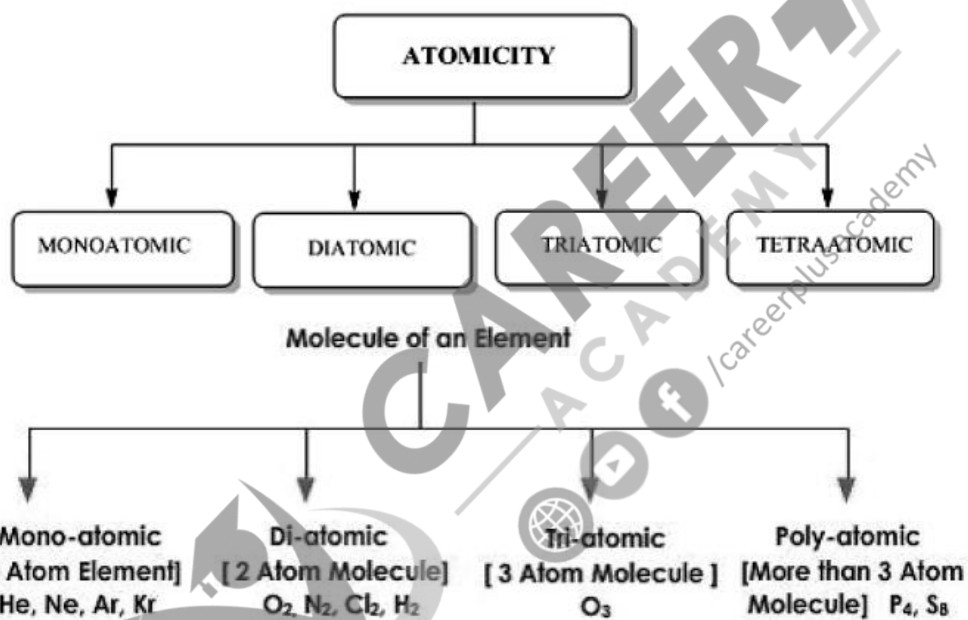 ATOMICITY
MONOATOMIC
DIATOMIC
TRIATOMIC
TETRAATOMIC
Molecule of an Element
Mono-atomic
Atom Element]
He, Ne, Ar, Kr
Di-atomic
[2 Atom Molecule]
O₂, N₂, Cl₂, H₂
Tri-atomic
[3 Atom Molecule]
O₃
Poly-atomic
[More than 3 Atom
Molecule] P₄, S₈
CAREER
ACADEMY
/careerplusacademy